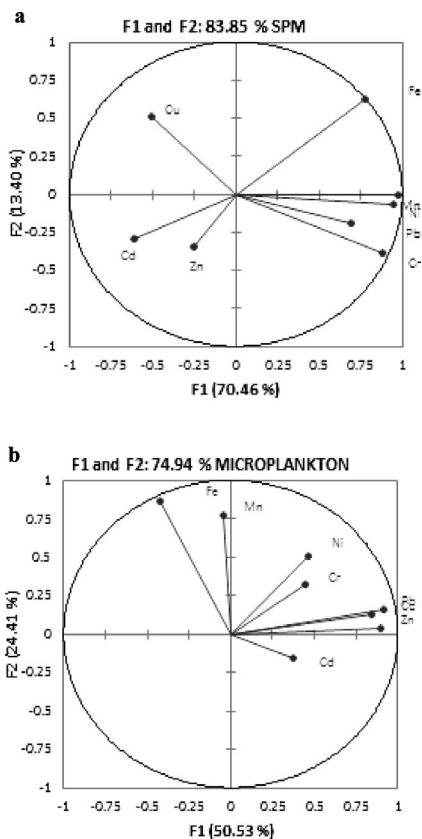 a
F1 and F2: 83.85 % SPM
1
0.75
0.5
0.25
0
-0.25
-0.5
-0.75
-1
F2 (13.40 %)
Fe
Cu
Mn
Ni
Pb
Cr
Cd
Zn
-1 -0.75 -0.5 -0.25 0 0.25 0.5 0.75 1
F1 (70.46 %)
b
F1 and F2: 74.94 % MICROPLANKTON
1
0.75
0.5
0.25
0
-0.25
-0.5
-0.75
-1
F2 (24.41 %)
Fe
Mn
Ni
Cr
Zn
Cd
-1 -0.75 -0.5 -0.25 0 0.25 0.5 0.75 1
F1 (50.53 %)